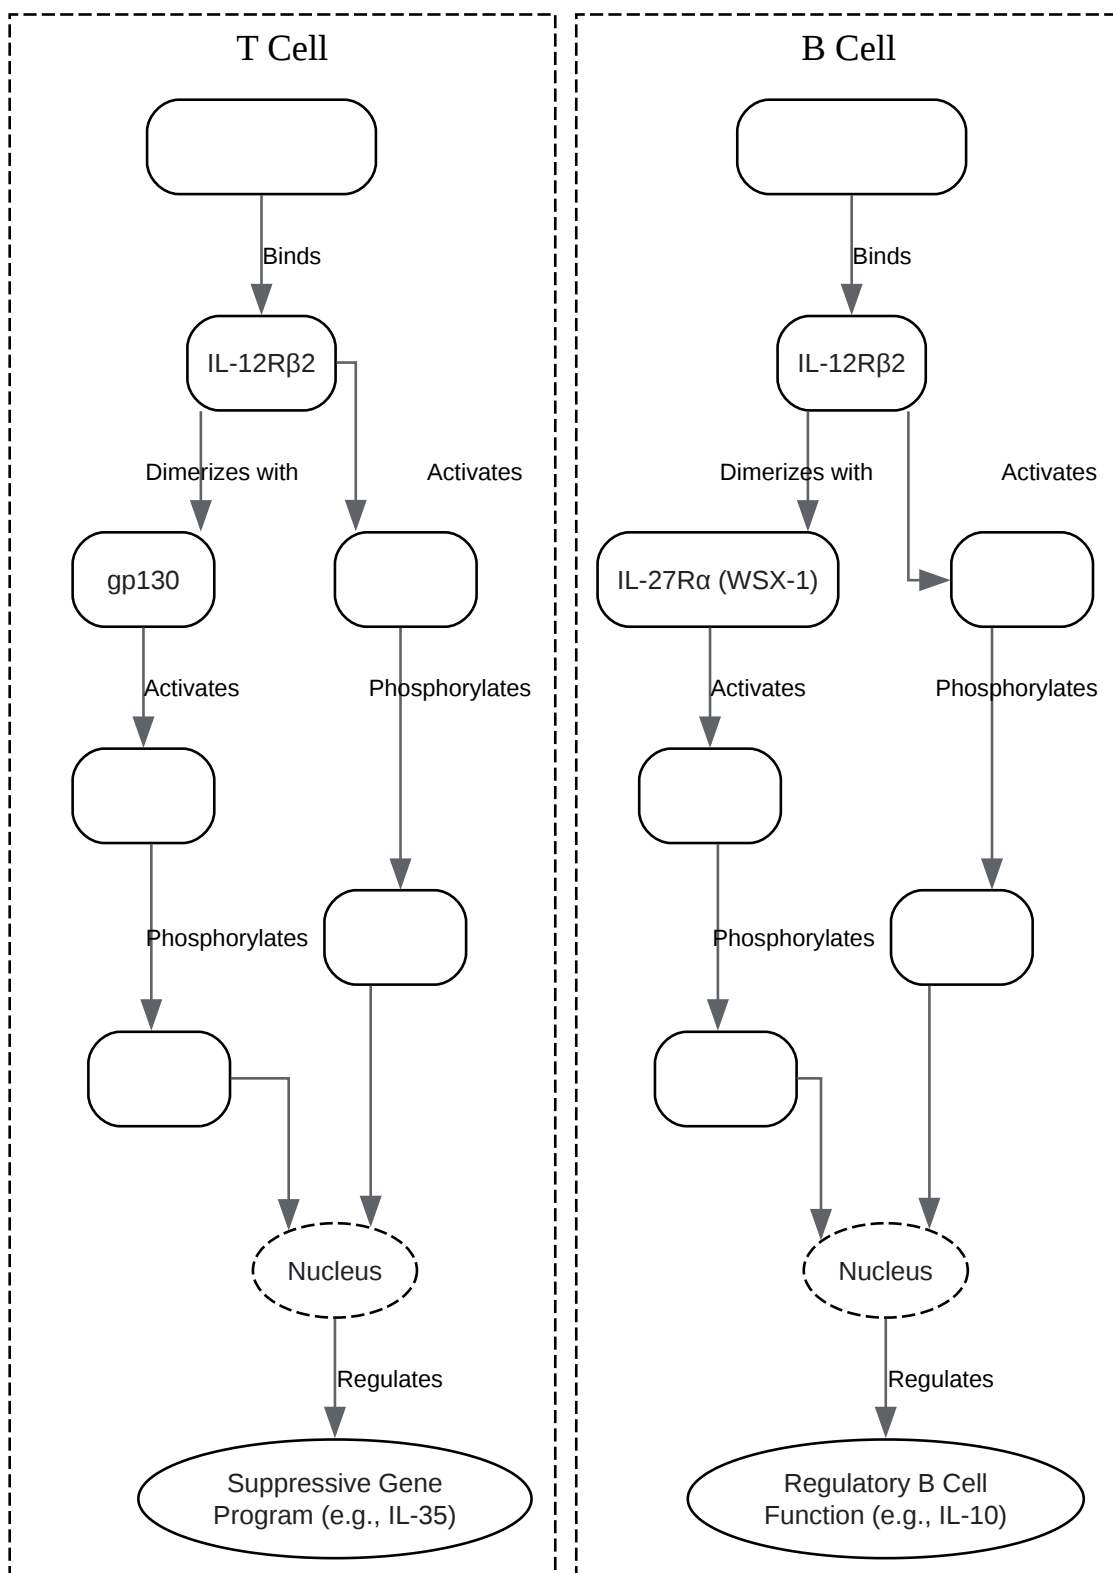 T Cell
Binds
IL-12Rβ2
Dimerizes with
Activates
gp130
Activates
Phosphorylates
Phosphorylates
Nucleus
Regulates
Suppressive Gene
Program (e.g., IL-35)
B Cell
Binds
IL-12Rβ2
Dimerizes with
Activates
IL-27Rα (WSX-1)
Activates
Phosphorylates
Phosphorylates
Nucleus
Regulates
Regulatory B Cell
Function (e.g., IL-10)